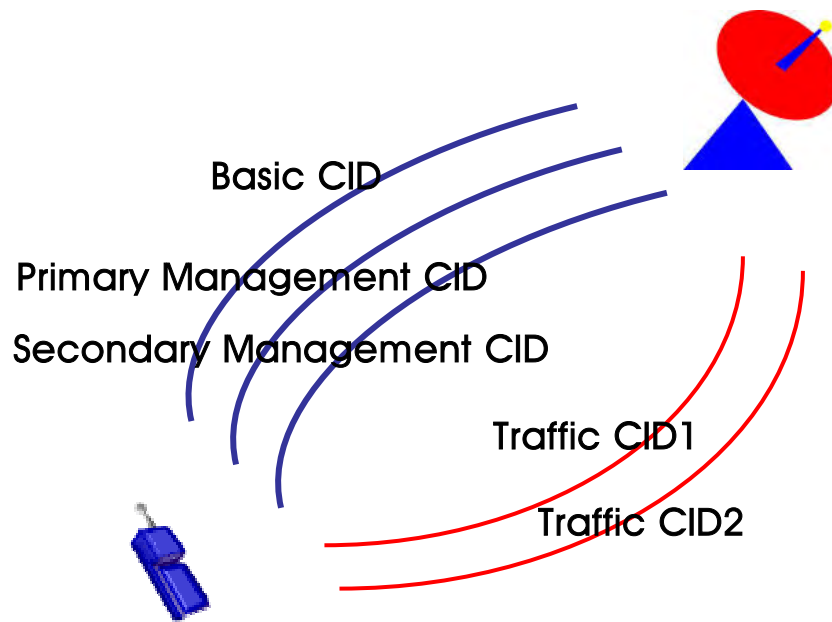 Basic CID
Primary Management CID
Secondary Management CID
Traffic CID1
Traffic CID2